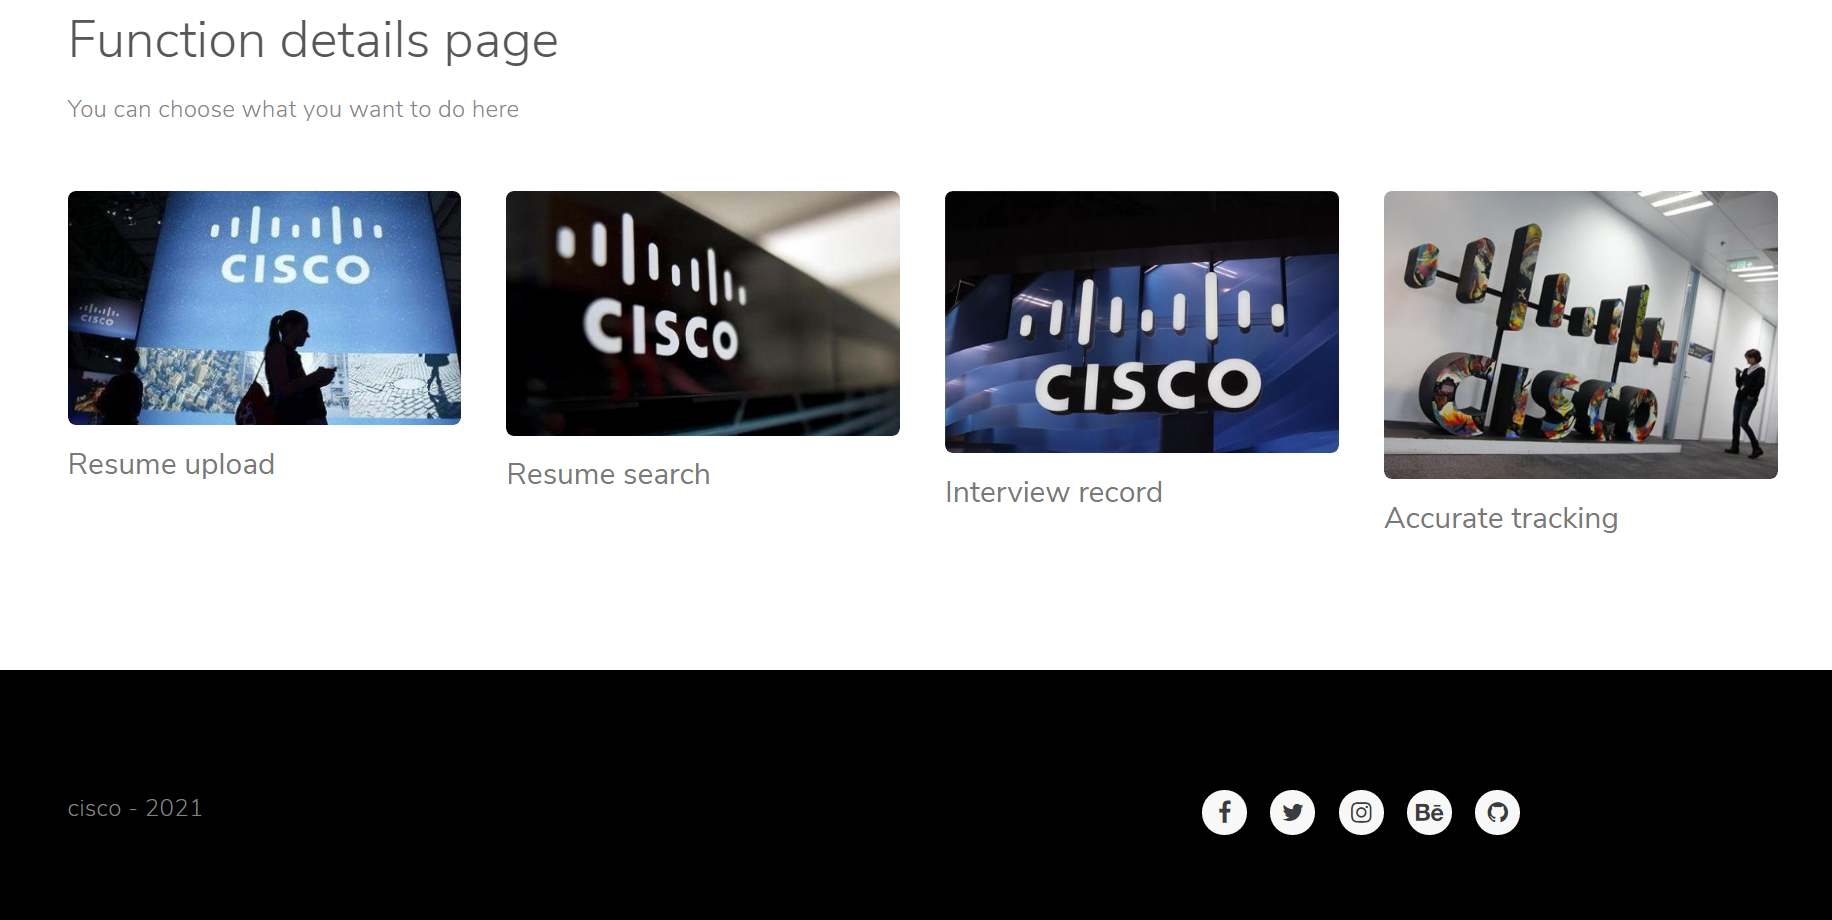 Function details page
You can choose what you want to do here
CISCO
CISCO
CISCO
CISCO
CISCO
Resume upload
Resume search
Interview record
Accurate tracking
cisco - 2021
Bē